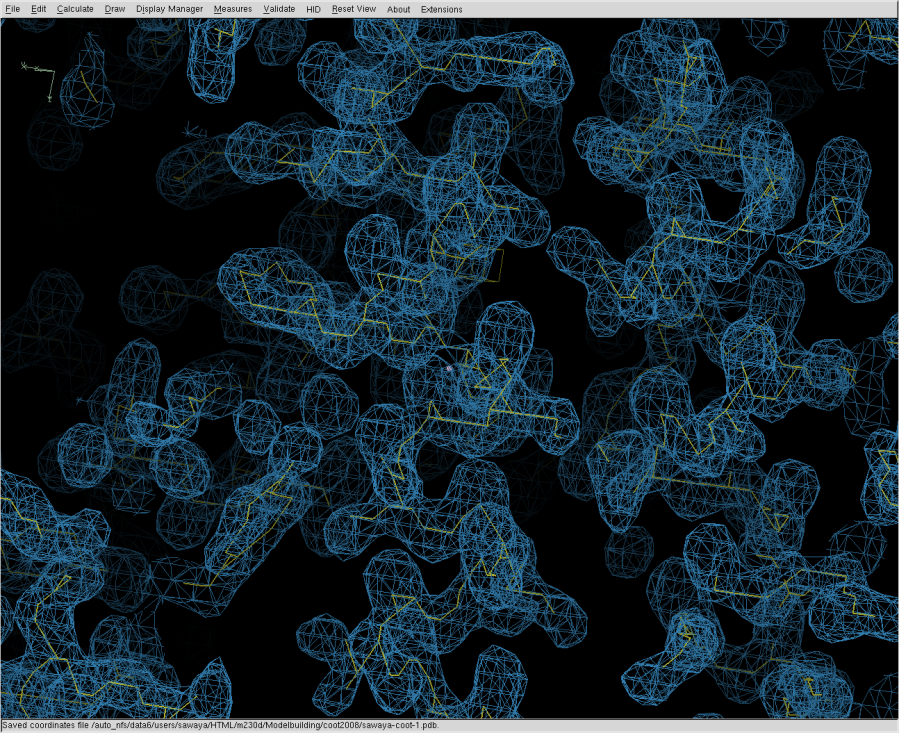 File Edit Calculate Draw Display Manager Measures Validate HID Reset View About Extensions
Saved coordinates file /auto_nfs/data6/users/sawaya/HTML/m230d/Modelbuilding/coot2008/sawaya-coot-1.pdb.